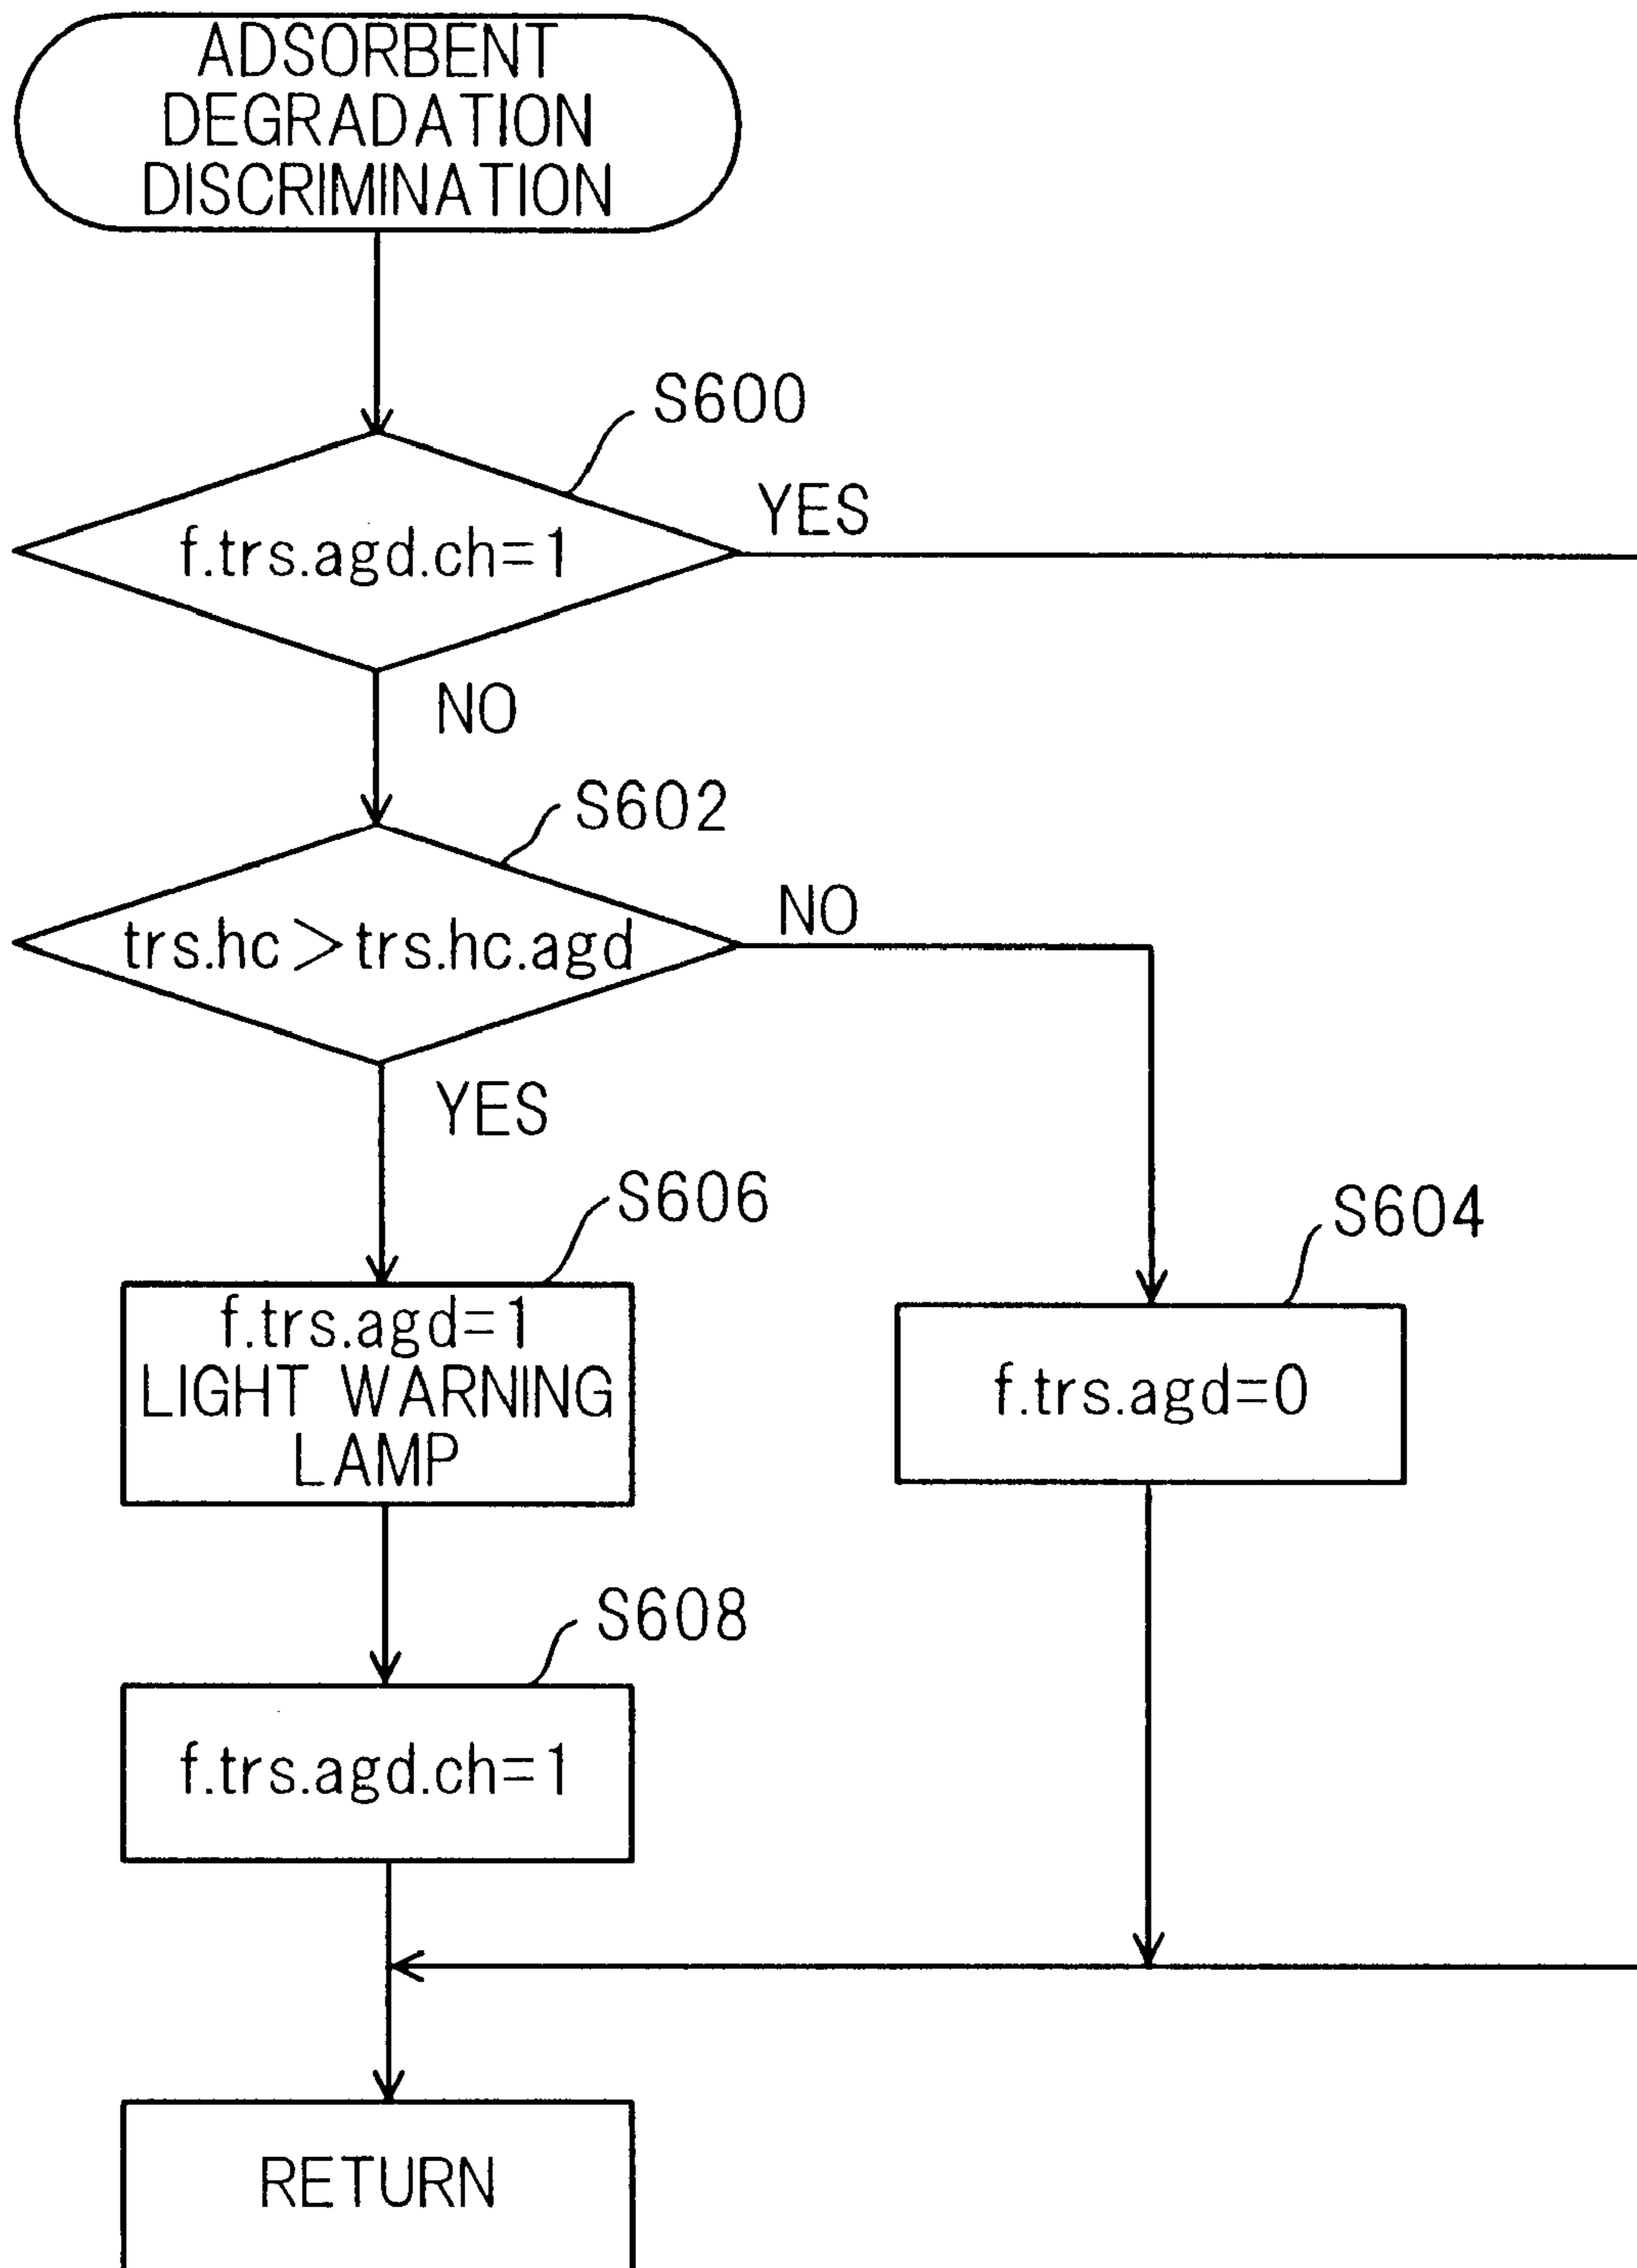 ADSORBENT
DEGRADATION
DISCRIMINATION
S600
f.trs.agd.ch=1
YES
NO
S602
trs.hc>trs.hc.agd
NO
YES
S606
f.trs.agd=1
LIGHT WARNING
LAMP
S604
f.trs.agd=0
S608
f.trs.agd.ch=1
RETURN